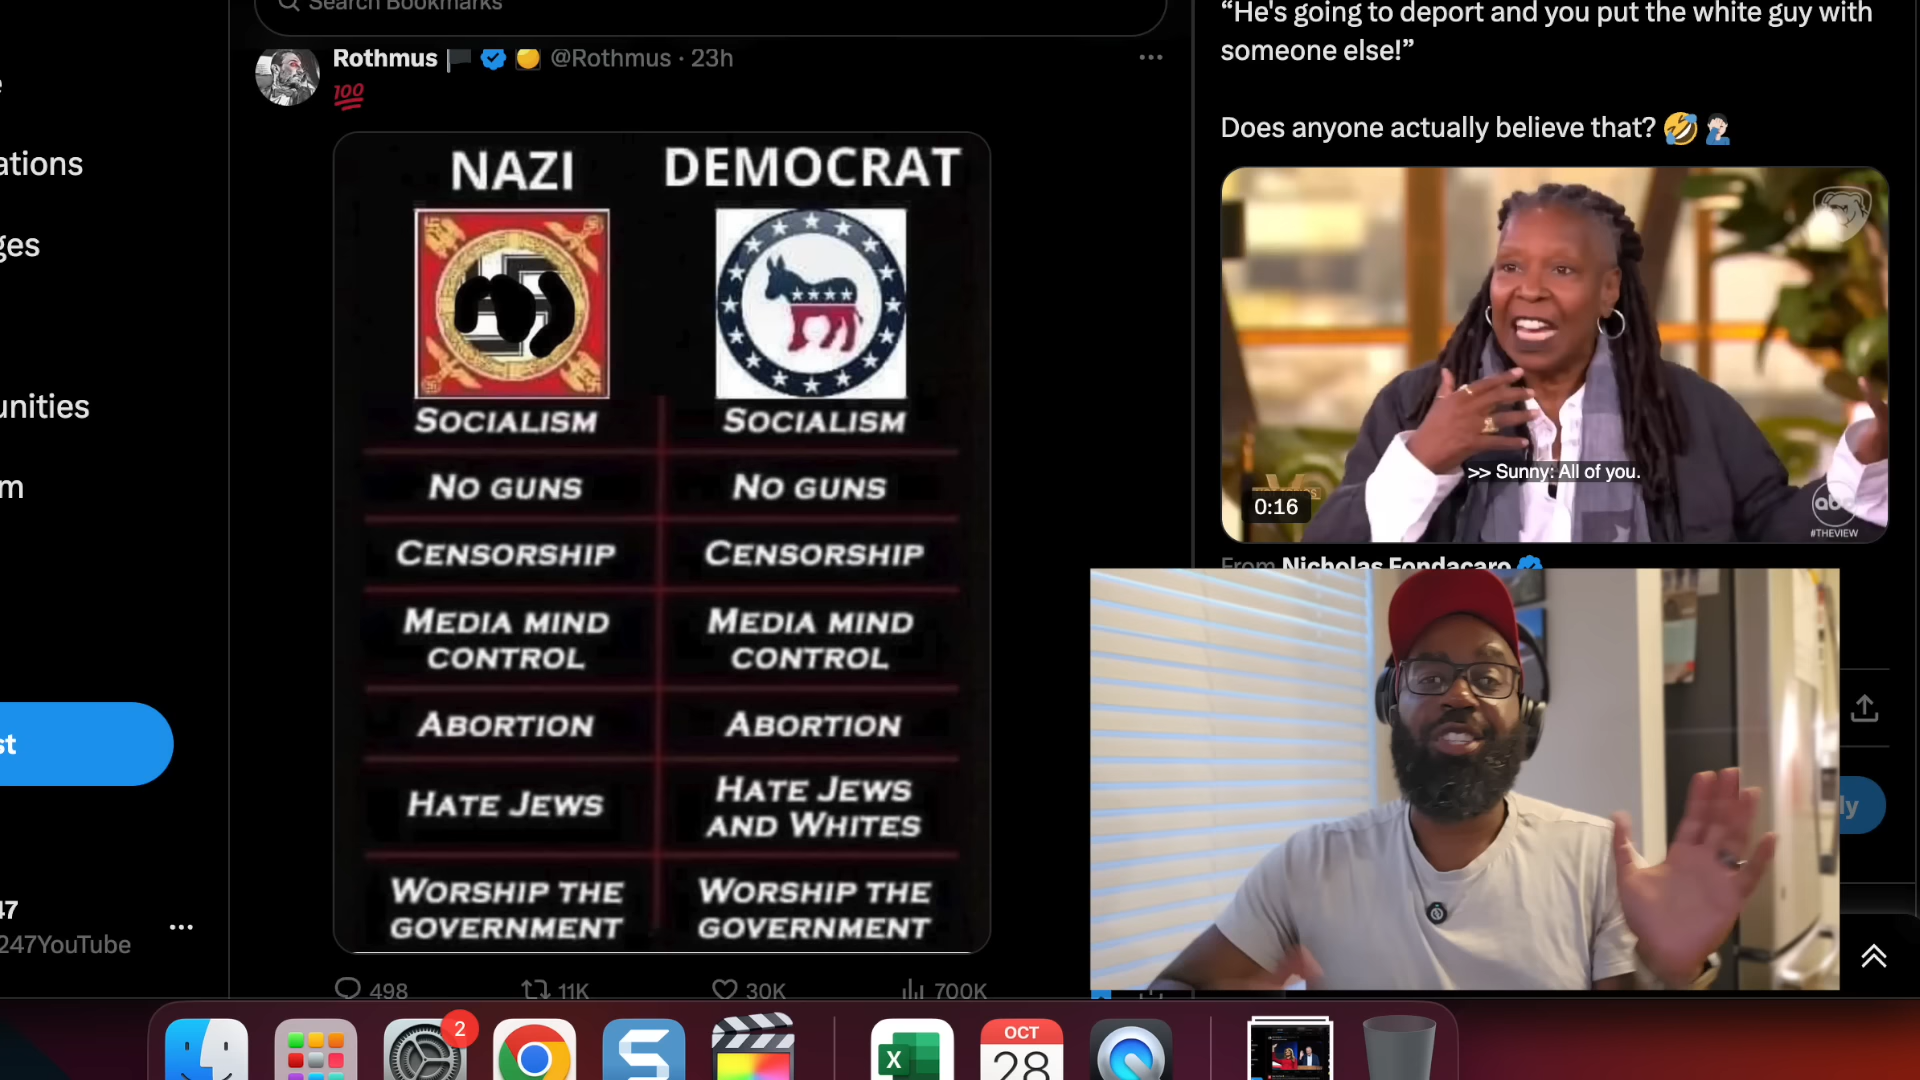 Search Bookmarks
Rothmus @Rothmus · 23h
100
NAZI DEMOCRAT
SOCIALISM SOCIALISM
NO GUNS NO GUNS
CENSORSHIP CENSORSHIP
MEDIA MIND MEDIA MIND
CONTROL CONTROL
ABORTION ABORTION
HATE JEWS HATE JEWS
AND WHITES
WORSHIP THE WORSHIP THE
GOVERNMENT GOVERNMENT
498 11K 30K 700K
“He's going to deport and you put the white guy with
someone else!”
Does anyone actually believe that?
>> Sunny: All of you.
0:16
abc
#THEVIEW
From Nicholas Fondacaro
ations
ges
unities
m
st
47
247YouTube
ly
2
X
OCT
28